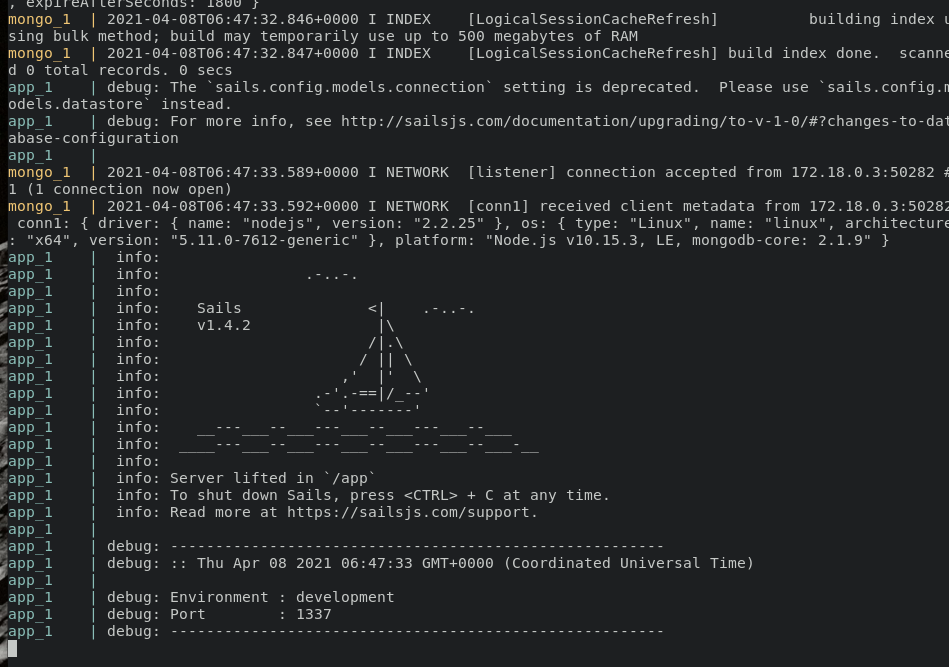 , expireAfterSeconds: 1800 }
mongo_1  | 2021-04-08T06:47:32.846+0000 I INDEX    [LogicalSessionCacheRefresh]          building index u
sing bulk method; build may temporarily use up to 500 megabytes of RAM
mongo_1  | 2021-04-08T06:47:32.847+0000 I INDEX    [LogicalSessionCacheRefresh] build index done.  scanne
d 0 total records. 0 secs
app_1    | debug: The `sails.config.models.connection` setting is deprecated.  Please use `sails.config.m
odels.datastore` instead.
app_1    | debug: For more info, see http://sailsjs.com/documentation/upgrading/to-v-1-0/#?changes-to-dat
abase-configuration
app_1    |
mongo_1  | 2021-04-08T06:47:33.589+0000 I NETWORK  [listener] connection accepted from 172.18.0.3:50282 #
1 (1 connection now open)
mongo_1  | 2021-04-08T06:47:33.592+0000 I NETWORK  [conn1] received client metadata from 172.18.0.3:50282
 conn1: { driver: { name: "nodejs", version: "2.2.25" }, os: { type: "Linux", name: "linux", architecture
: "x64", version: "5.11.0-7612-generic" }, platform: "Node.js v10.15.3, LE, mongodb-core: 2.1.9" }
app_1    |  info:
app_1    |  info:                .-..-.
app_1    |  info:
app_1    |  info:    Sails              <|    .-..-.
app_1    |  info:    v1.4.2              |\
app_1    |  info:                       /|.\
app_1    |  info:                      / || \
app_1    |  info:                    ,'  |'  \
app_1    |  info:                 .-'.-==|/_--'
app_1    |  info:                 `--'-------'
app_1    |  info:    __---___--___---___--___---___--___
app_1    |  info:  ____---___--___---___--___---___--___-__
app_1    |  info:
app_1    |  info: Server lifted in `/app`
app_1    |  info: To shut down Sails, press <CTRL> + C at any time.
app_1    |  info: Read more at https://sailsjs.com/support.
app_1    |
app_1    | debug: -------------------------------------------------------
app_1    | debug: :: Thu Apr 08 2021 06:47:33 GMT+0000 (Coordinated Universal Time)
app_1    |
app_1    | debug: Environment : development
app_1    | debug: Port        : 1337
app_1    | debug: -------------------------------------------------------